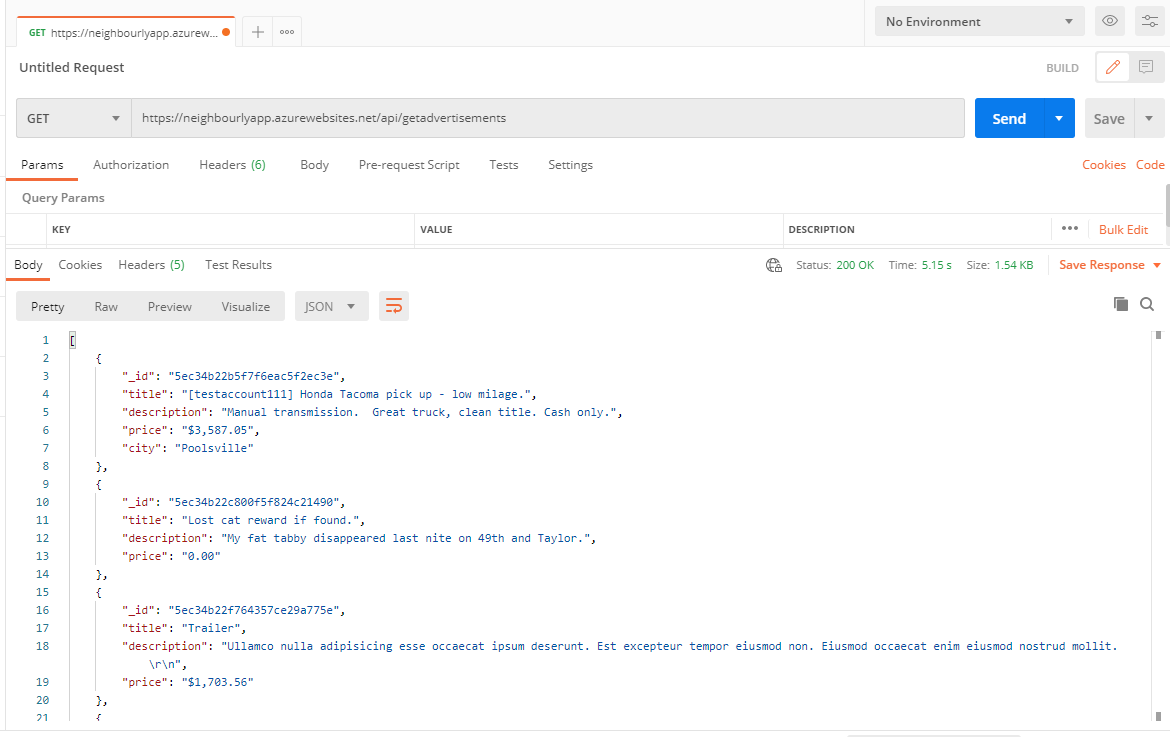 GET https://neighbourlyapp.azurew...
No Environment
Untitled Request
BUILD
GET https://neighbourlyapp.azurewebsites.net/api/getadvertisements Send Save
Params Authorization Headers (6) Body Pre-request Script Tests Settings Cookies Code
Query Params
KEY VALUE DESCRIPTION Bulk Edit
Body Cookies Headers (5) Test Results Status: 200 OK Time: 5.15 s Size: 1.54 KB Save Response
Pretty Raw Preview Visualize JSON
1 [
2 {
3 "_id": "5ec34b22b5f7f6eac5f2ec3e",
4 "title": "[testaccount111] Honda Tacoma pick up - low milage.",
5 "description": "Manual transmission.  Great truck, clean title. Cash only.",
6 "price": "$3,587.05",
7 "city": "Poolsville"
8 },
9 {
10 "_id": "5ec34b22c800f5f824c21490",
11 "title": "Lost cat reward if found.",
12 "description": "My fat tabby disappeared last nite on 49th and Taylor.",
13 "price": "0.00"
14 },
15 {
16 "_id": "5ec34b22f764357ce29a775e",
17 "title": "Trailer",
18 "description": "Ullamco nulla adipisicing esse occaecat ipsum deserunt. Est excepteur tempor eiusmod non. Eiusmod occaecat enim eiusmod nostrud mollit.
\r\n",
19 "price": "$1,703.56"
20 },
21 {